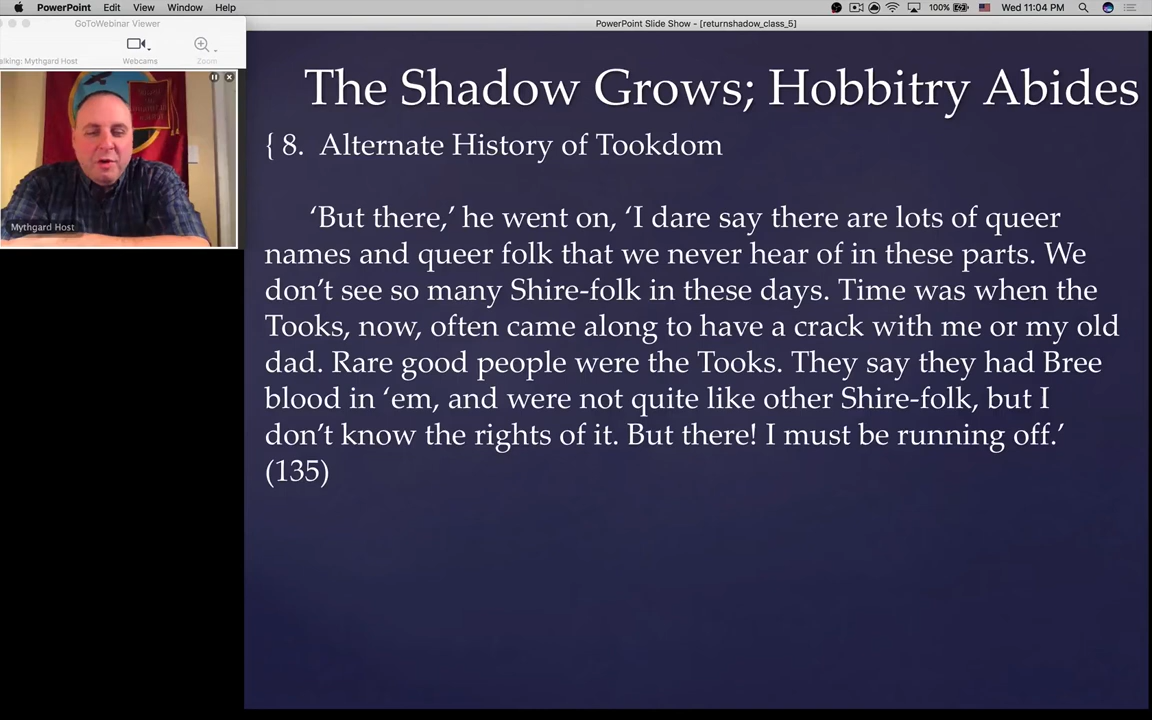 PowerPoint Edit View Window Help 100% Wed 11:04 PM
GoToWebinar Viewer
PowerPoint Slide Show - [returnshadow_class_5]
alking: Mythgard Host Webcams Zoom
Mythgard Host
The Shadow Grows; Hobbitry Abides
{ 8. Alternate History of Tookdom
‘But there,’ he went on, ‘I dare say there are lots of queer
names and queer folk that we never hear of in these parts. We
don’t see so many Shire-folk in these days. Time was when the
Tooks, now, often came along to have a crack with me or my old
dad. Rare good people were the Tooks. They say they had Bree
blood in ‘em, and were not quite like other Shire-folk, but I
don’t know the rights of it. But there! I must be running off.’
(135)